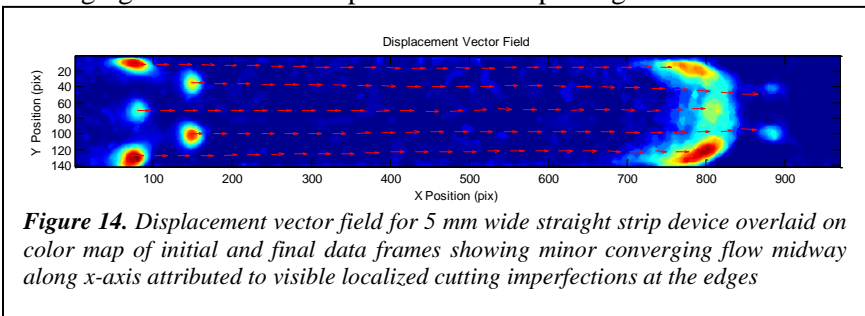 Displacement Vector Field
Y Position (pix)
20
40
60
80
100
120
140
100 200 300 400 500 600 700 800 900
X Position (pix)
Figure 14. Displacement vector field for 5 mm wide straight strip device overlaid on
color map of initial and final data frames showing minor converging flow midway
along x-axis attributed to visible localized cutting imperfections at the edges